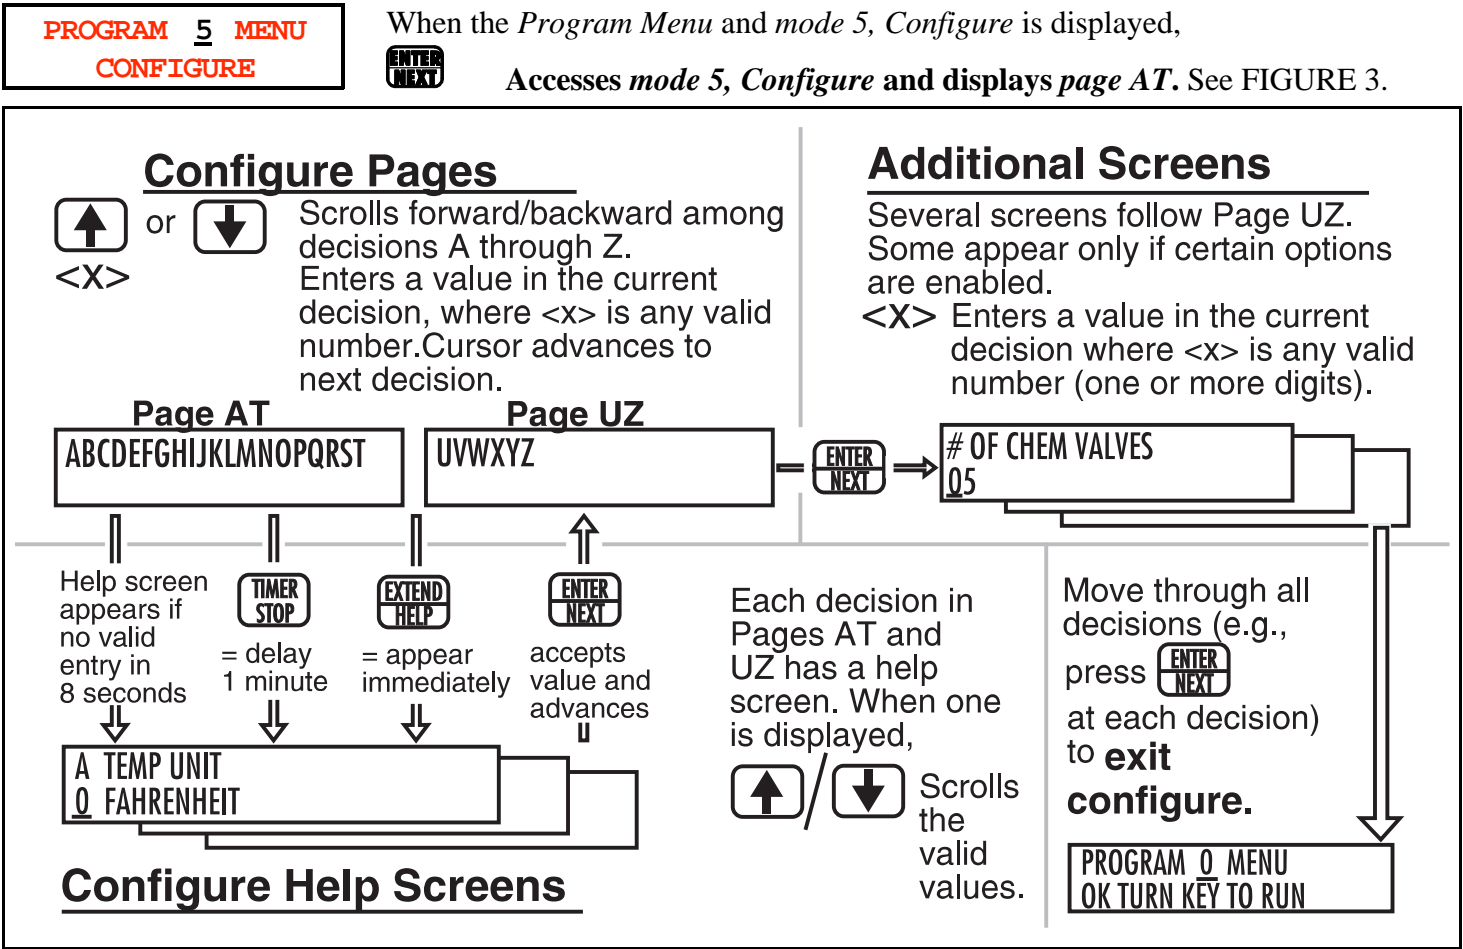 PROGRAM 5 MENU
CONFIGURE
When the Program Menu and mode 5, Configure is displayed,
ENTER
NEXT
Accesses mode 5, Configure and displays page AT. See FIGURE 3.
Configure Pages
or
<X>
Scrolls forward/backward among
decisions A through Z.
Enters a value in the current
decision, where <x> is any valid
number.Cursor advances to
next decision.
Page AT
ABCDEFGHIJKLMNOPQRST
Page UZ
UVWXYZ
ENTER
NEXT
Additional Screens
Several screens follow Page UZ.
Some appear only if certain options
are enabled.
<X> Enters a value in the current
decision where <x> is any valid
number (one or more digits).
# OF CHEM VALVES
05
Help screen
appears if
no valid
entry in
8 seconds
TIMER
STOP
= delay
1 minute
EXTEND
HELP
= appear
immediately
ENTER
NEXT
accepts
value and
advances
A TEMP UNIT
0 FAHRENHEIT
Configure Help Screens
Each decision in
Pages AT and
UZ has a help
screen. When one
is displayed,
/
Scrolls
the
valid
values.
Move through all
decisions (e.g.,
press ENTER
NEXT
at each decision)
to exit
configure.
PROGRAM 0 MENU
OK TURN KEY TO RUN